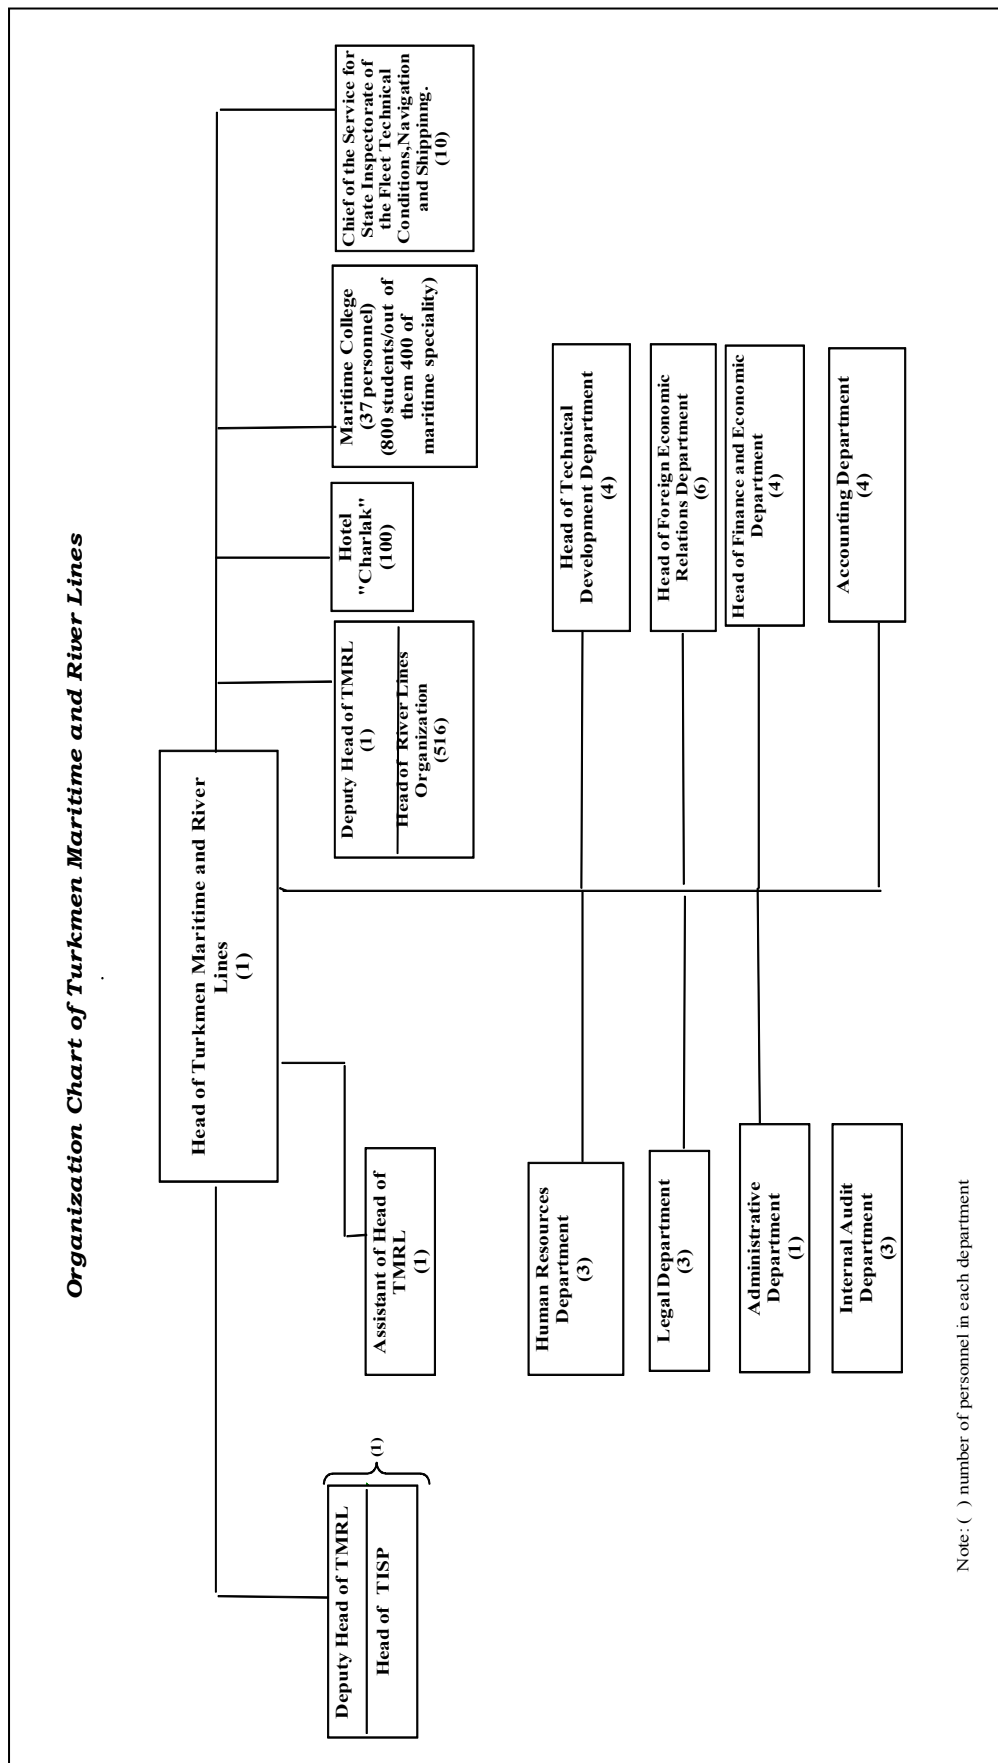 Organization Chart of Turkmen Maritime and River Lines
.
Head of Turkmen Maritime and River
Lines
(1)
Deputy Head of TMRL
Head of TISP
(1)
Assistant of Head of
TMRL
(1)
Deputy Head of TMRL
(1)
Head of River Lines
Organization
(516)
Hotel
"Charlak"
(100)
Maritime College
(37 personnel)
(800 students/out of
them 400 of
maritime speciality)
Chief of the Service for
State Inspectorate of
the Fleet Technical
Conditions,Navigation
and Shippinng.
(10)
Human Resources
Department
(3)
Head of Technical
Development Department
(4)
Legal Department
(3)
Head of Foreign Economic
Relations Department
(6)
Administrative
Department
(1)
Head of Finance and Economic
Department
(4)
Internal Audit
Department
(3)
Accounting Department
(4)
Note: ( ) number of personnel in each department